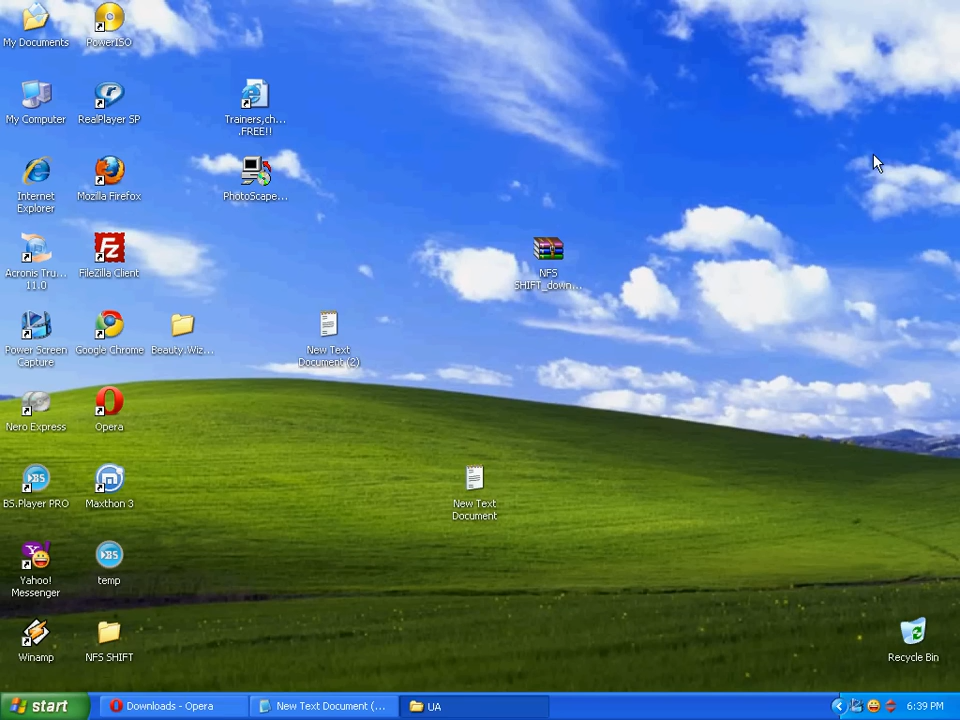 My Documents
PowerISO
My Computer
RealPlayer SP
Trainers,ch...
.FREE!!
Internet
Explorer
Mozilla Firefox
PhotoScape...
Acronis Tru...
11.0
FileZilla Client
NFS
SHIFT_down...
Power Screen
Capture
Google Chrome
Beauty.Wiz...
New Text
Document (2)
Nero Express
Opera
BS.Player PRO
Maxthon 3
New Text
Document
Yahoo!
Messenger
temp
Winamp
NFS SHIFT
Recycle Bin
start
Downloads - Opera
New Text Document (...
UA
6:39 PM